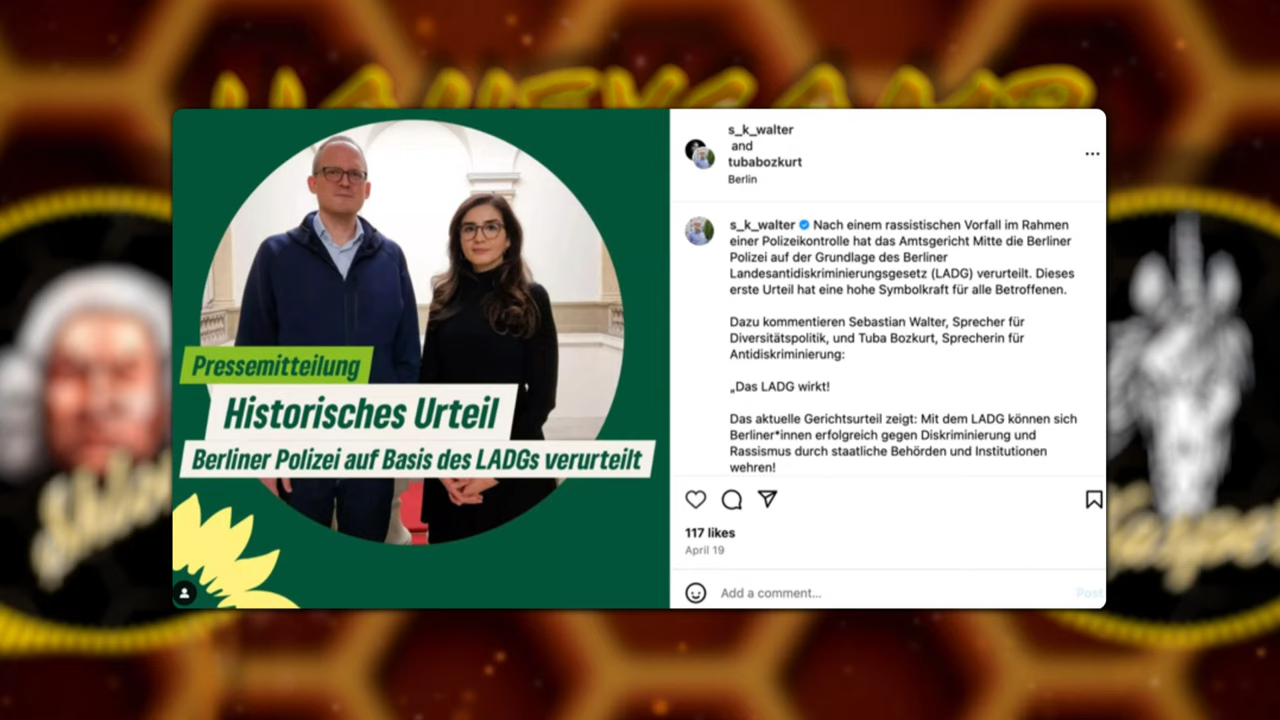 Pressemitteilung
Historisches Urteil
Berliner Polizei auf Basis des LADGs verurteilt
s_k_walter
and
tubabozkurt
Berlin
s_k_walter Nach einem rassistischen Vorfall im Rahmen
einer Polizeikontrolle hat das Amtsgericht Mitte die Berliner
Polizei auf der Grundlage des Berliner
Landesantidiskriminierungsgesetz (LADG) verurteilt. Dieses
erste Urteil hat eine hohe Symbolkraft für alle Betroffenen.
Dazu kommentieren Sebastian Walter, Sprecher für
Diversitätspolitik, und Tuba Bozkurt, Sprecherin für
Antidiskriminierung:
„Das LADG wirkt!
Das aktuelle Gerichtsurteil zeigt: Mit dem LADG können sich
Berliner*innen erfolgreich gegen Diskriminierung und
Rassismus durch staatliche Behörden und Institutionen
wehren!
117 likes
April 19
Add a comment...
Post